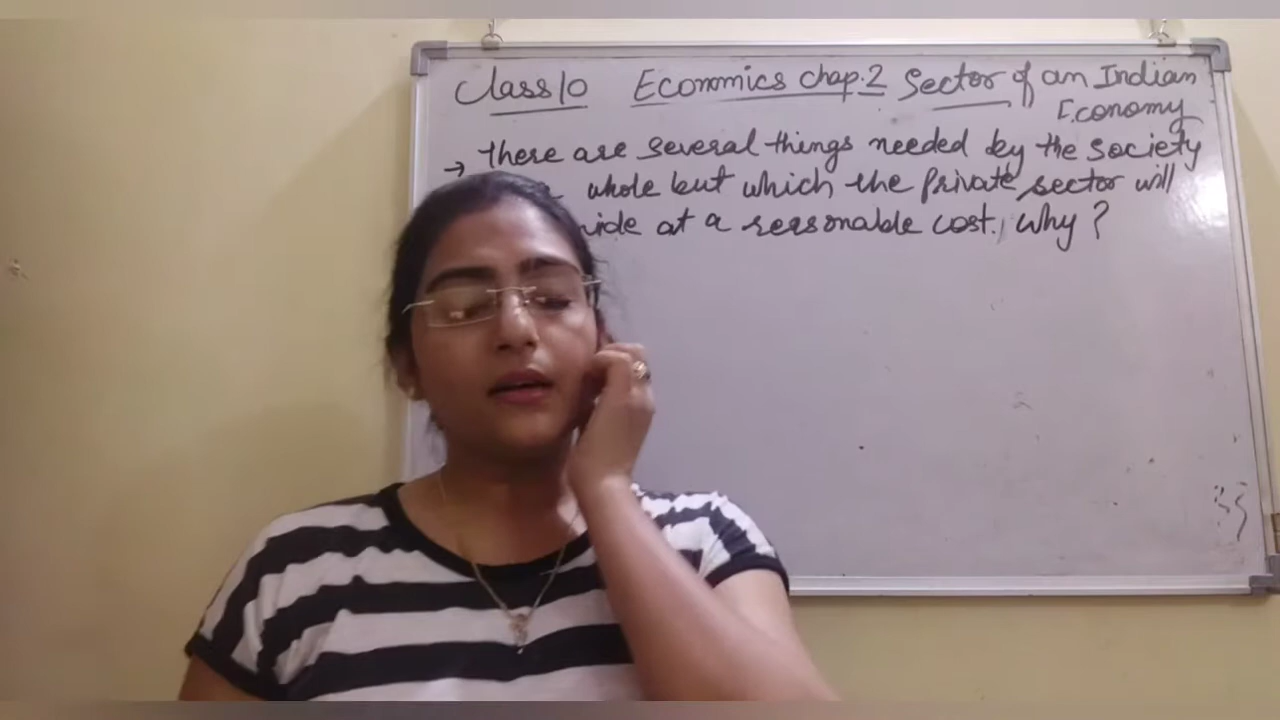 Class 10 Economics Chap. 2 Sector of an Indian
Economy
→ there are several things needed by the society
whole but which the private sector will
at a reasonable cost. Why?